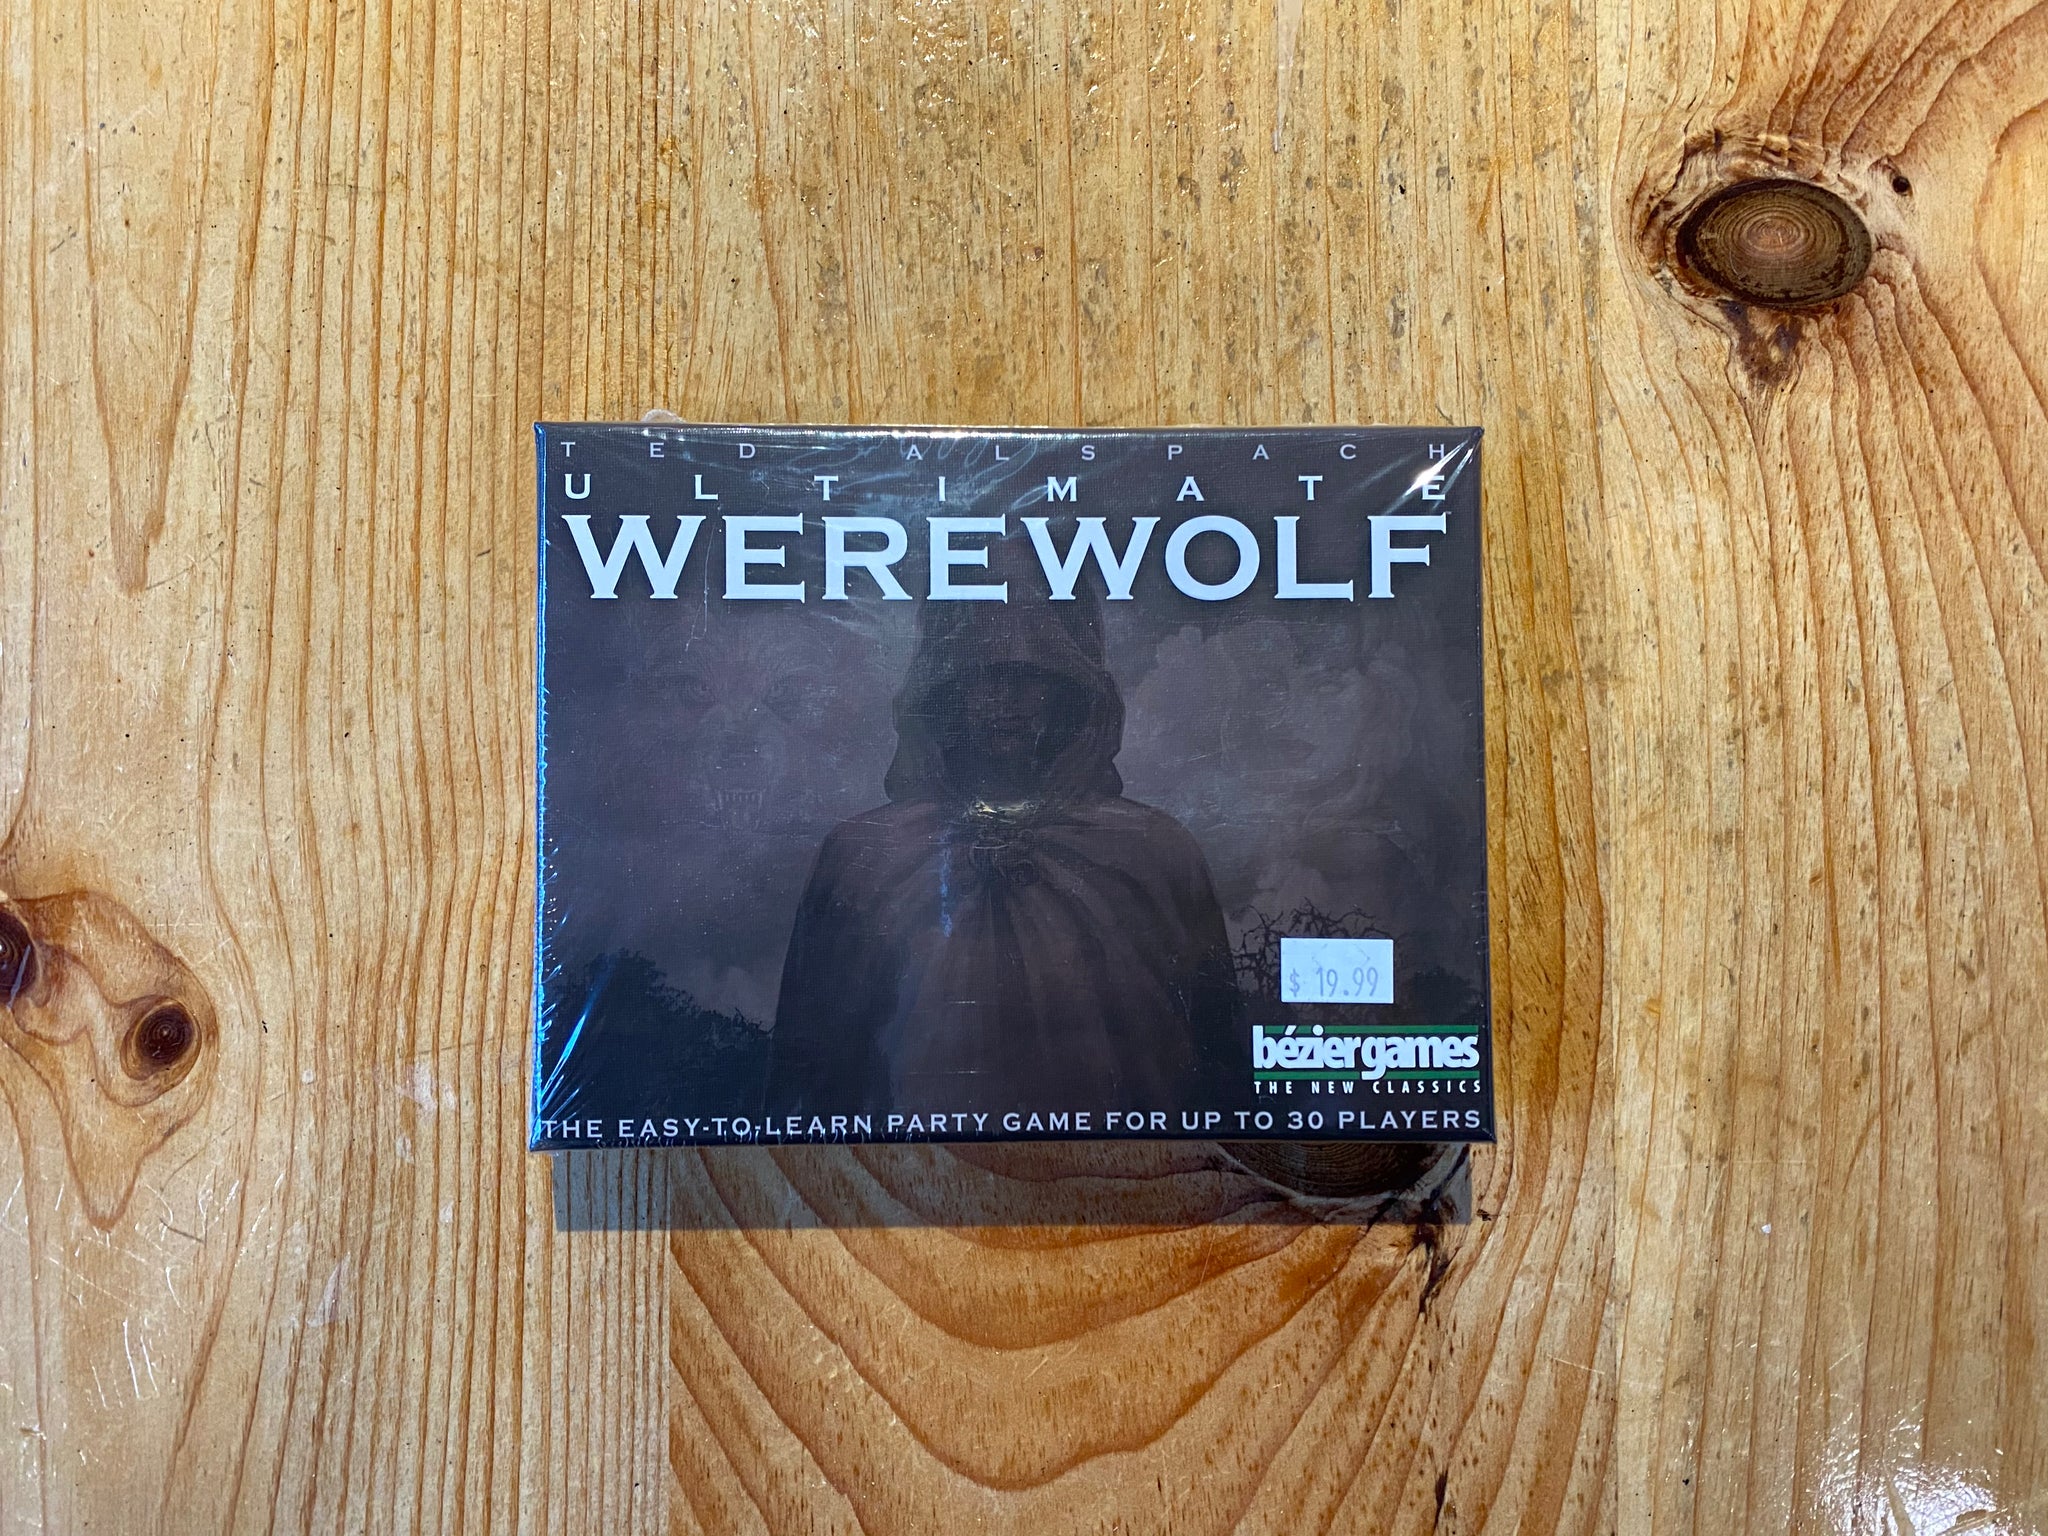 TED ALSPACH
ULTIMATE
WEREWOLF™
$ 19.99
béziergames
THE NEW CLASSICS
THE EASY-TO-LEARN PARTY GAME FOR UP TO 30 PLAYERS